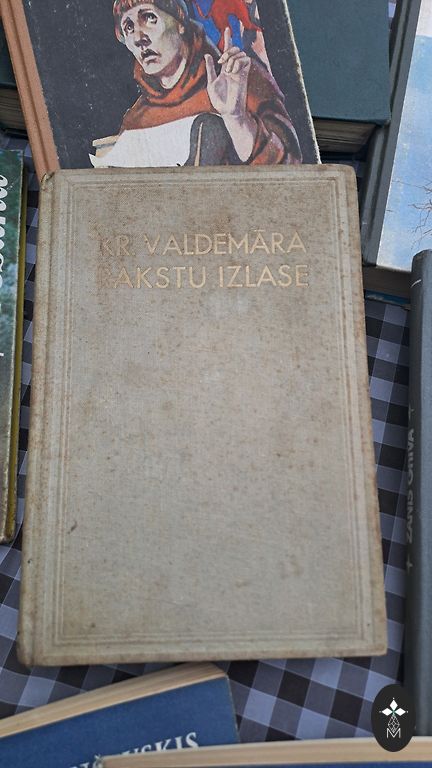 KR. VALDEMĀRA
RAKSTU IZLASE
ŽANIS GRĪVA